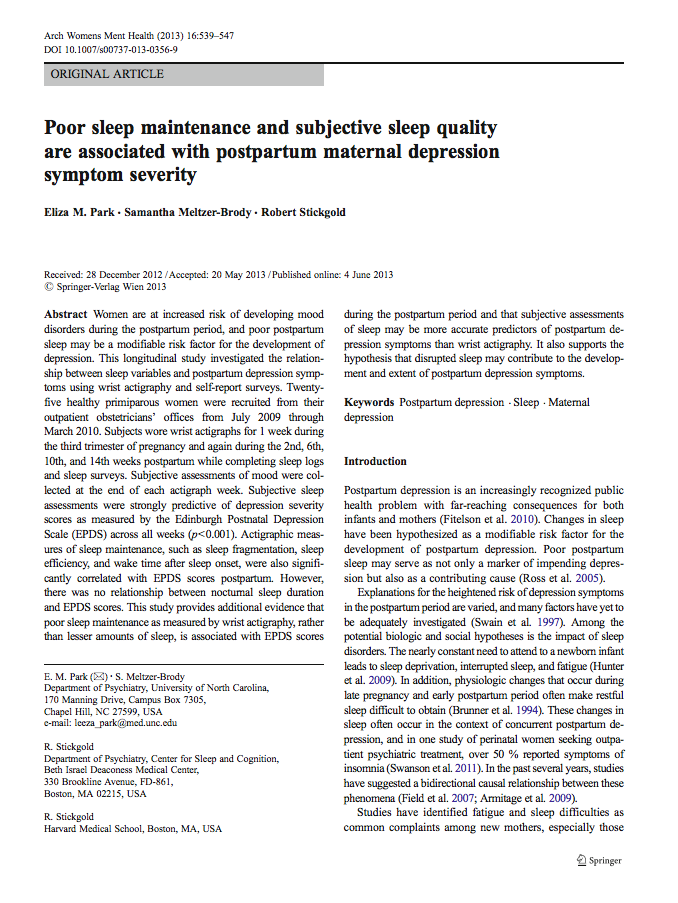 Arch Womens Ment Health (2013) 16:539–547
DOI 10.1007/s00737-013-0356-9
ORIGINAL ARTICLE
Poor sleep maintenance and subjective sleep quality
are associated with postpartum maternal depression
symptom severity
Eliza M. Park · Samantha Meltzer-Brody · Robert Stickgold
Received: 28 December 2012 / Accepted: 20 May 2013 / Published online: 4 June 2013
© Springer-Verlag Wien 2013
Abstract Women are at increased risk of developing mood
disorders during the postpartum period, and poor postpartum
sleep may be a modifiable risk factor for the development of
depression. This longitudinal study investigated the relation-
ship between sleep variables and postpartum depression symp-
toms using wrist actigraphy and self-report surveys. Twenty-
five healthy primiparous women were recruited from their
outpatient obstetricians' offices from July 2009 through
March 2010. Subjects wore wrist actigraphs for 1 week during
the third trimester of pregnancy and again during the 2nd, 6th,
10th, and 14th weeks postpartum while completing sleep logs
and sleep surveys. Subjective assessments of mood were col-
lected at the end of each actigraph week. Subjective sleep
assessments were strongly predictive of depression severity
scores as measured by the Edinburgh Postnatal Depression
Scale (EPDS) across all weeks (p<0.001). Actigraphic meas-
ures of sleep maintenance, such as sleep fragmentation, sleep
efficiency, and wake time after sleep onset, were also signifi-
cantly correlated with EPDS scores postpartum. However,
there was no relationship between nocturnal sleep duration
and EPDS scores. This study provides additional evidence that
poor sleep maintenance as measured by wrist actigraphy, rather
than lesser amounts of sleep, is associated with EPDS scores
E. M. Park (✉) · S. Meltzer-Brody
Department of Psychiatry, University of North Carolina,
170 Manning Drive, Campus Box 7305,
Chapel Hill, NC 27599, USA
e-mail: leeza_park@med.unc.edu
R. Stickgold
Department of Psychiatry, Center for Sleep and Cognition,
Beth Israel Deaconess Medical Center,
330 Brookline Avenue, FD-861,
Boston, MA 02215, USA
R. Stickgold
Harvard Medical School, Boston, MA, USA
during the postpartum period and that subjective assessments
of sleep may be more accurate predictors of postpartum de-
pression symptoms than wrist actigraphy. It also supports the
hypothesis that disrupted sleep may contribute to the develop-
ment and extent of postpartum depression symptoms.
Keywords Postpartum depression · Sleep · Maternal
depression
Introduction
Postpartum depression is an increasingly recognized public
health problem with far-reaching consequences for both
infants and mothers (Fitelson et al. 2010). Changes in sleep
have been hypothesized as a modifiable risk factor for the
development of postpartum depression. Poor postpartum
sleep may serve as not only a marker of impending depres-
sion but also as a contributing cause (Ross et al. 2005).
Explanations for the heightened risk of depression symptoms
in the postpartum period are varied, and many factors have yet to
be adequately investigated (Swain et al. 1997). Among the
potential biologic and social hypotheses is the impact of sleep
disorders. The nearly constant need to attend to a newborn infant
leads to sleep deprivation, interrupted sleep, and fatigue (Hunter
et al. 2009). In addition, physiologic changes that occur during
late pregnancy and early postpartum period often make restful
sleep difficult to obtain (Brunner et al. 1994). These changes in
sleep often occur in the context of concurrent postpartum de-
pression, and in one study of perinatal women seeking outpa-
tient psychiatric treatment, over 50 % reported symptoms of
insomnia (Swanson et al. 2011). In the past several years, studies
have suggested a bidirectional causal relationship between these
phenomena (Field et al. 2007; Armitage et al. 2009).
Studies have identified fatigue and sleep difficulties as
common complaints among new mothers, especially those
Springer